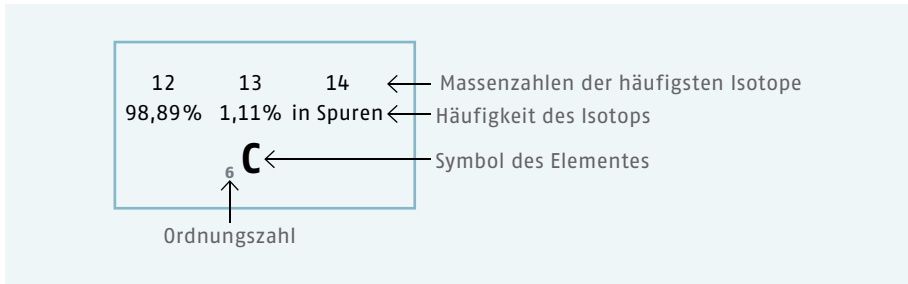 12 13 14 Massenzahlen der häufigsten Isotope
98,89% 1,11% in Spuren Häufigkeit des Isotops
6 C Symbol des Elementes
Ordnungszahl